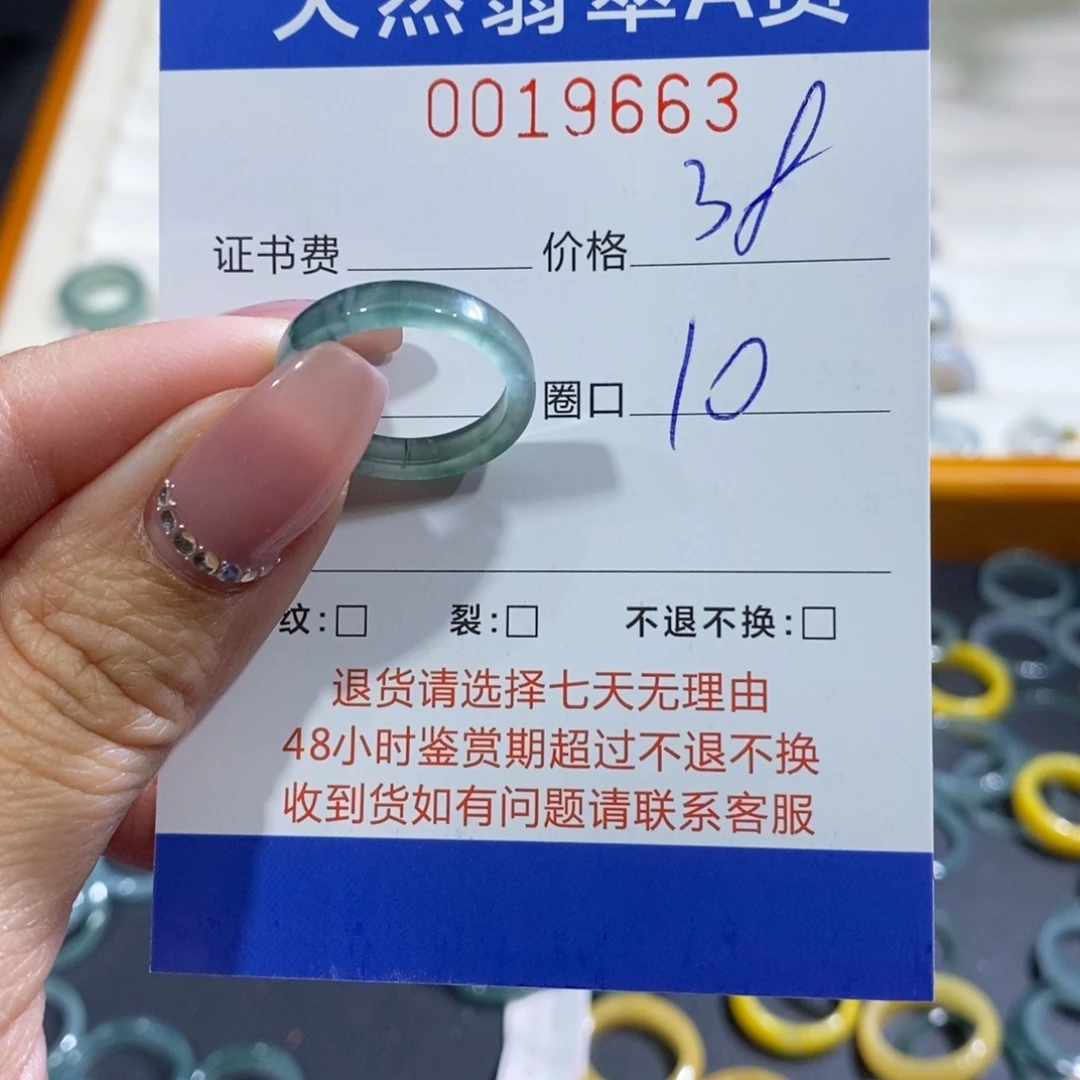 天然翡翠A货
0019663
证书费 价格 38
圈口 10
纹:□ 裂:□ 不退不换:□
退货请选择七天无理由
48小时鉴赏期超过不退不换
收到货如有问题请联系客服